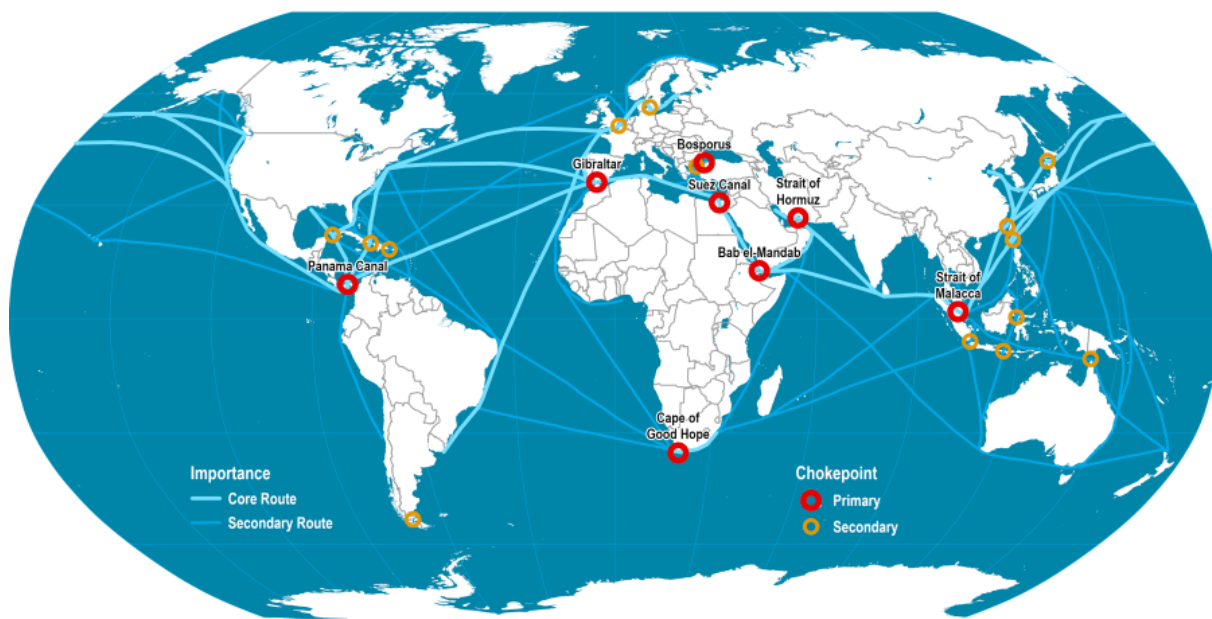 Bosporus
Gibraltar
Suez Canal
Strait of
Hormuz
Bab el-Mandab
Panama Canal
Strait of
Malacca
Cape of
Good Hope
Importance
Core Route
Secondary Route
Chokepoint
Primary
Secondary